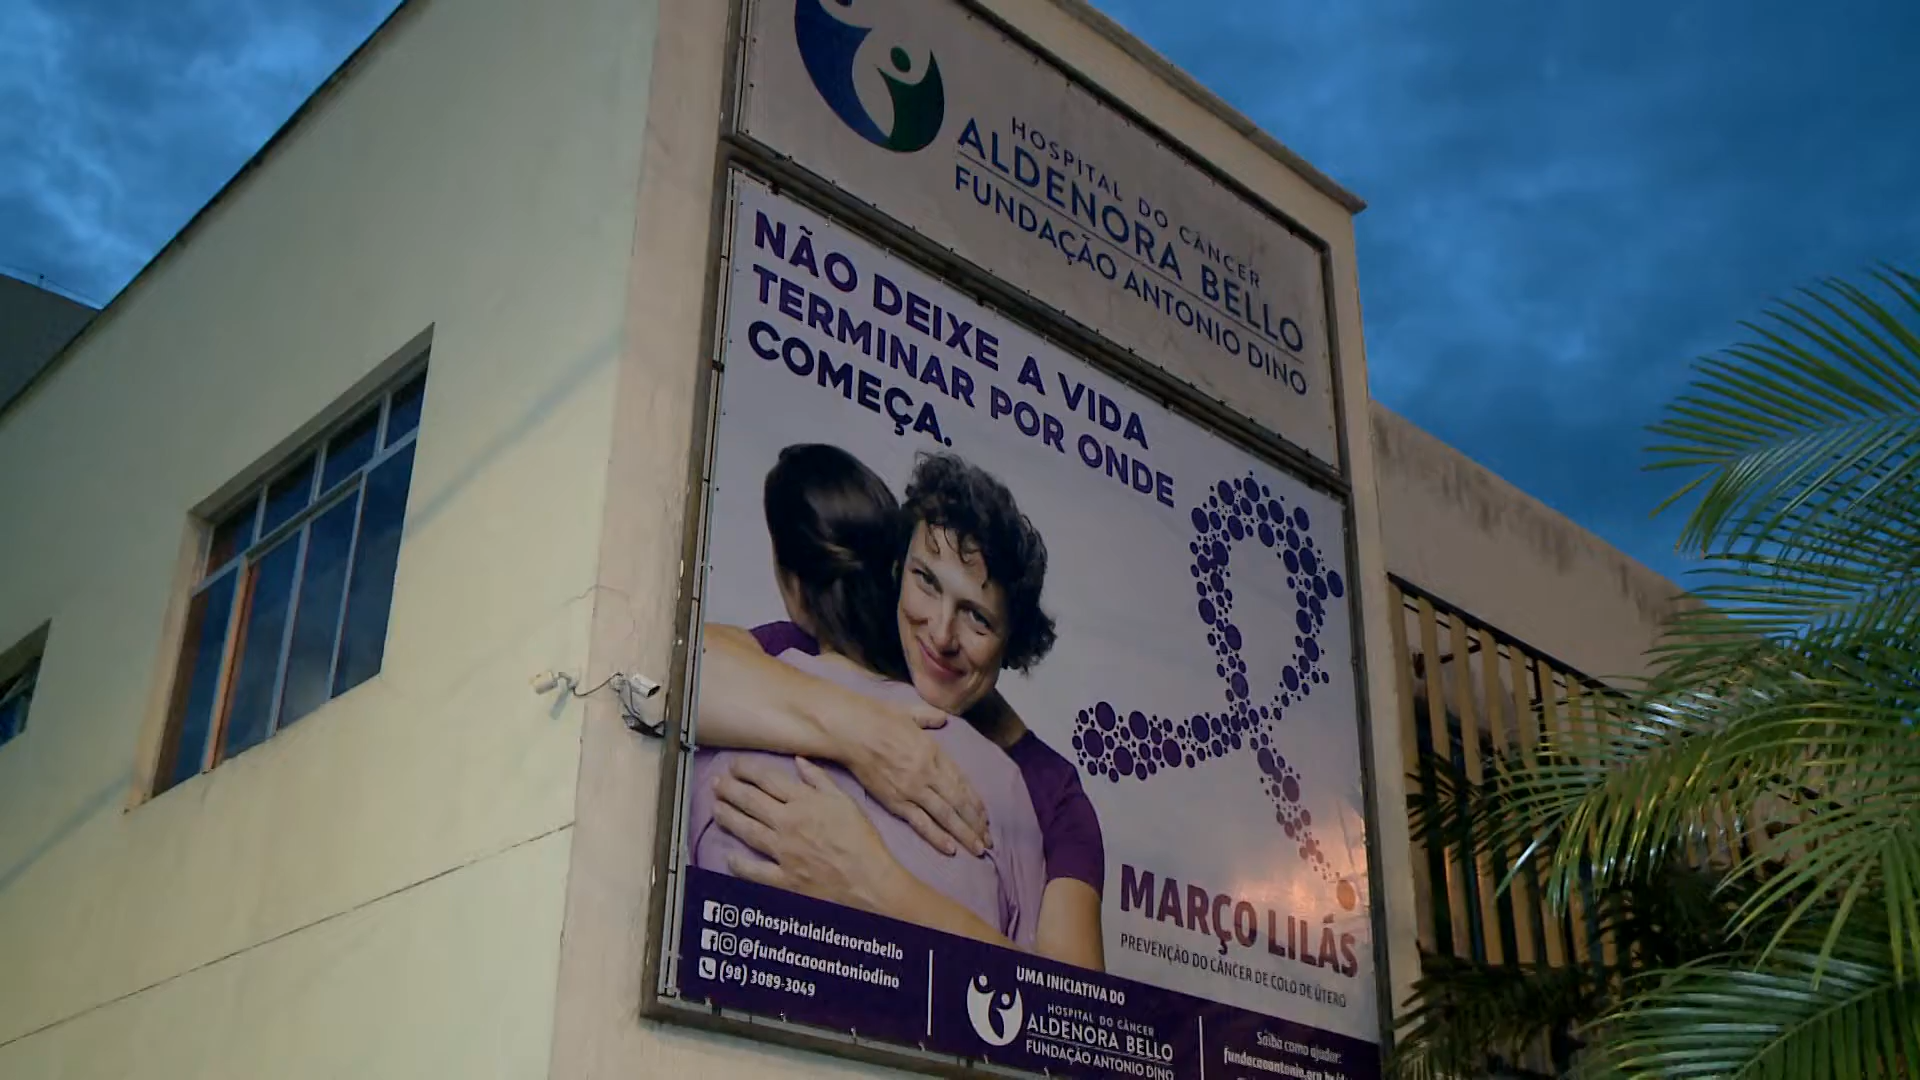 HOSPITAL DO CÂNCER
ALDENORA BELLO
FUNDAÇÃO ANTONIO DINO
NÃO DEIXE A VIDA
TERMINAR POR ONDE
COMEÇA.
MARÇO LILÁS
PREVENÇÃO DO CÂNCER DE COLO DE ÚTERO
@hospitalaldenorabello
@fundacaoantoniodino
(98) 3089-3049
UMA INICIATIVA DO
HOSPITAL DO CÂNCER
ALDENORA BELLO
FUNDAÇÃO ANTONIO DINO
Saiba como ajudar: